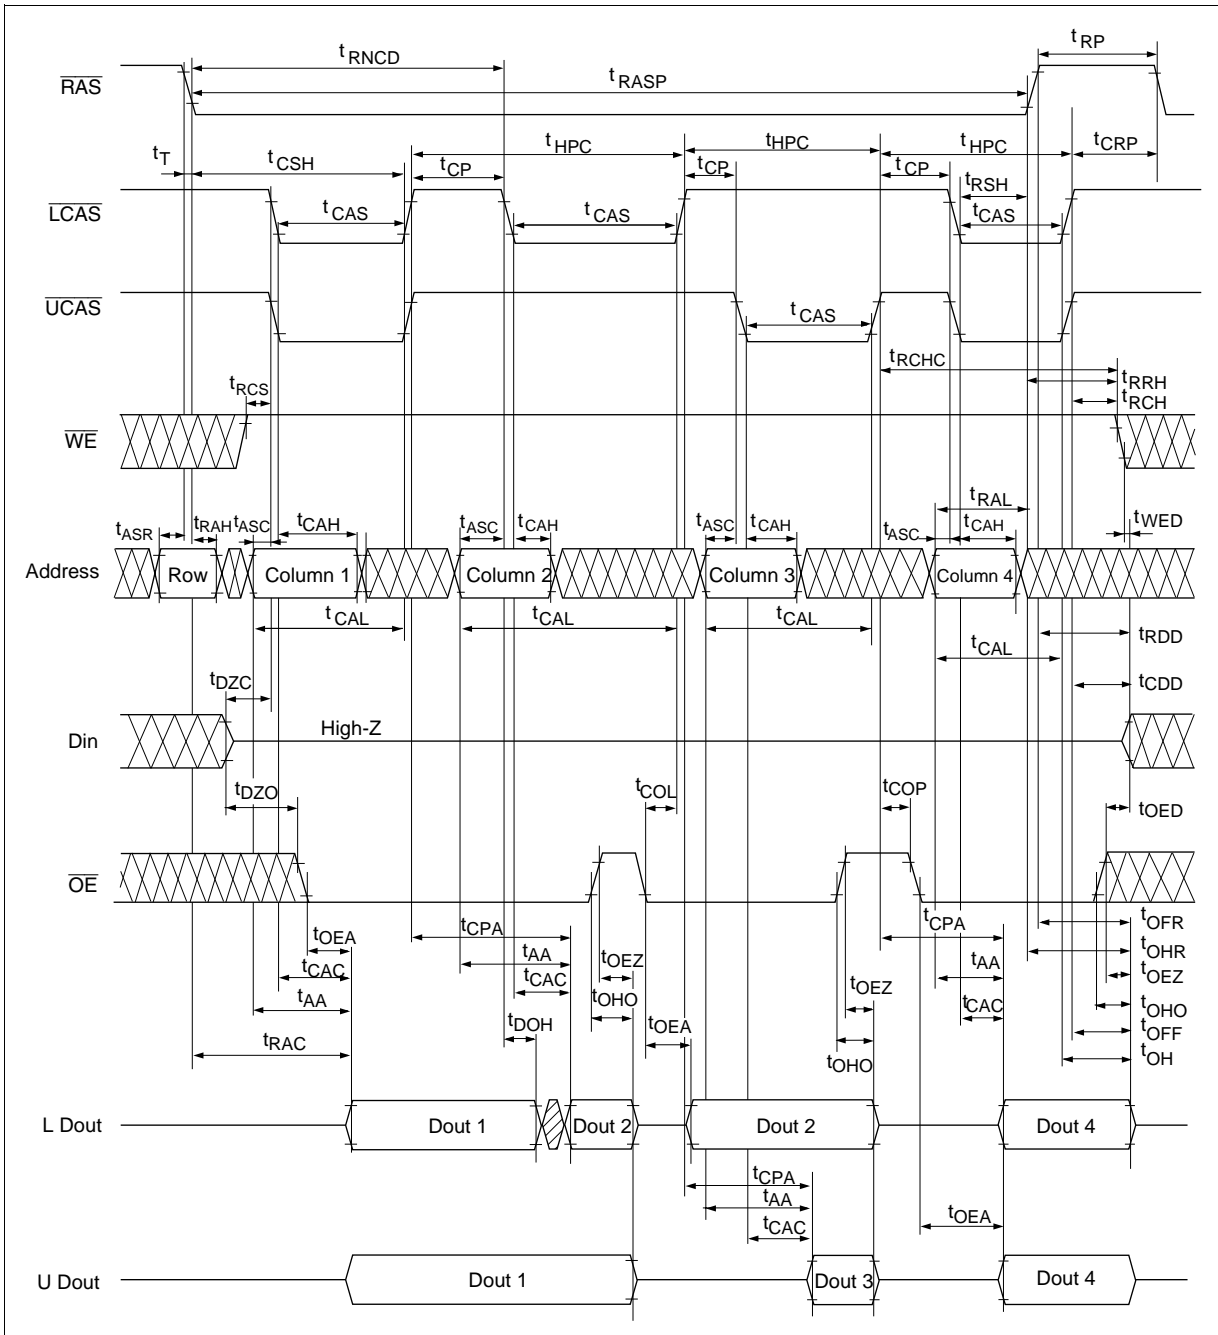 tRP
tRNCD
RAS
tRASP
tT
tCSH
tHPC
tHPC
tHPC
tCRP
tCP
tCP
tCP
tRSH
LCAS
tCAS
tCAS
tCAS
UCAS
tCAS
tRCHC
tRCS
tRRH
tRCH
WE
tRAL
tASR
tRAH
tASC
tCAH
tASC
tCAH
tASC
tCAH
tASC
tCAH
tWED
Address
Row
Column 1
Column 2
Column 3
Column 4
tCAL
tCAL
tCAL
tRDD
tCAL
tDZC
tCDD
Din
High-Z
tDZO
tCOL
tCOP
tOED
OE
tOEA
tCPA
tCPA
tOFR
tCAC
tAA
tOEZ
tAA
tOHR
tAA
tCAC
tOHO
tOEZ
tCAC
tOEZ
tRAC
tDOH
tOEA
tOHO
tOHO
tOFF
tOH
L Dout
Dout 1
Dout 2
Dout 2
Dout 4
tCPA
tAA
tCAC
tOEA
U Dout
Dout 1
Dout 3
Dout 4